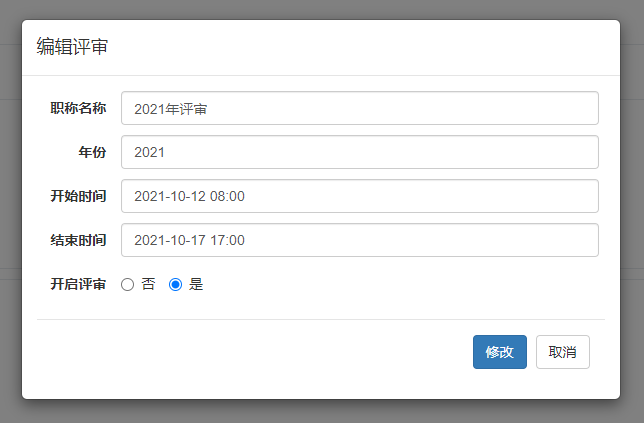 编辑评审
职称名称 2021年评审
年份 2021
开始时间 2021-10-12 08:00
结束时间 2021-10-17 17:00
开启评审 否 是
修改 取消